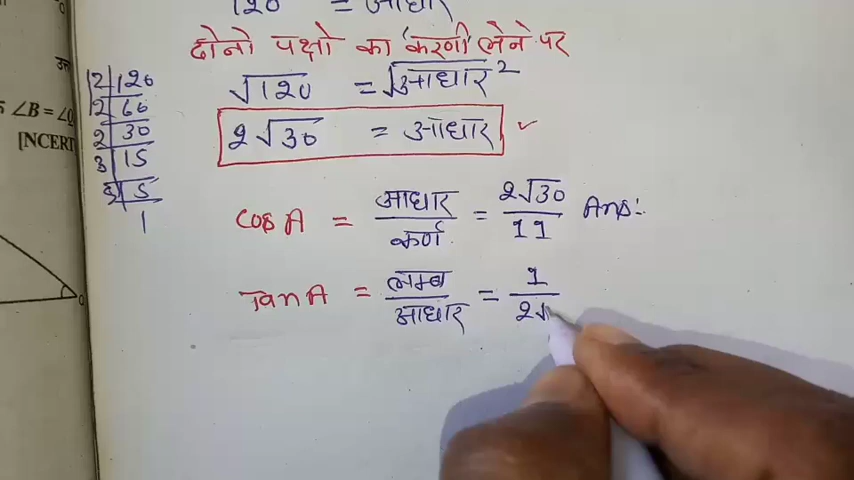 120 = आधार
दोनो पक्षो का 'करणी' लेने पर
√120 = √आधार²
2√30 = आधार ✓
Cos A = आधार/कर्ण = 2√30/11 Ans:
Tan A = लम्ब/आधार = 1/2√
2 120
2 60
2 30
3 15
5 5
1
∠B = ∠Q
[NCERT